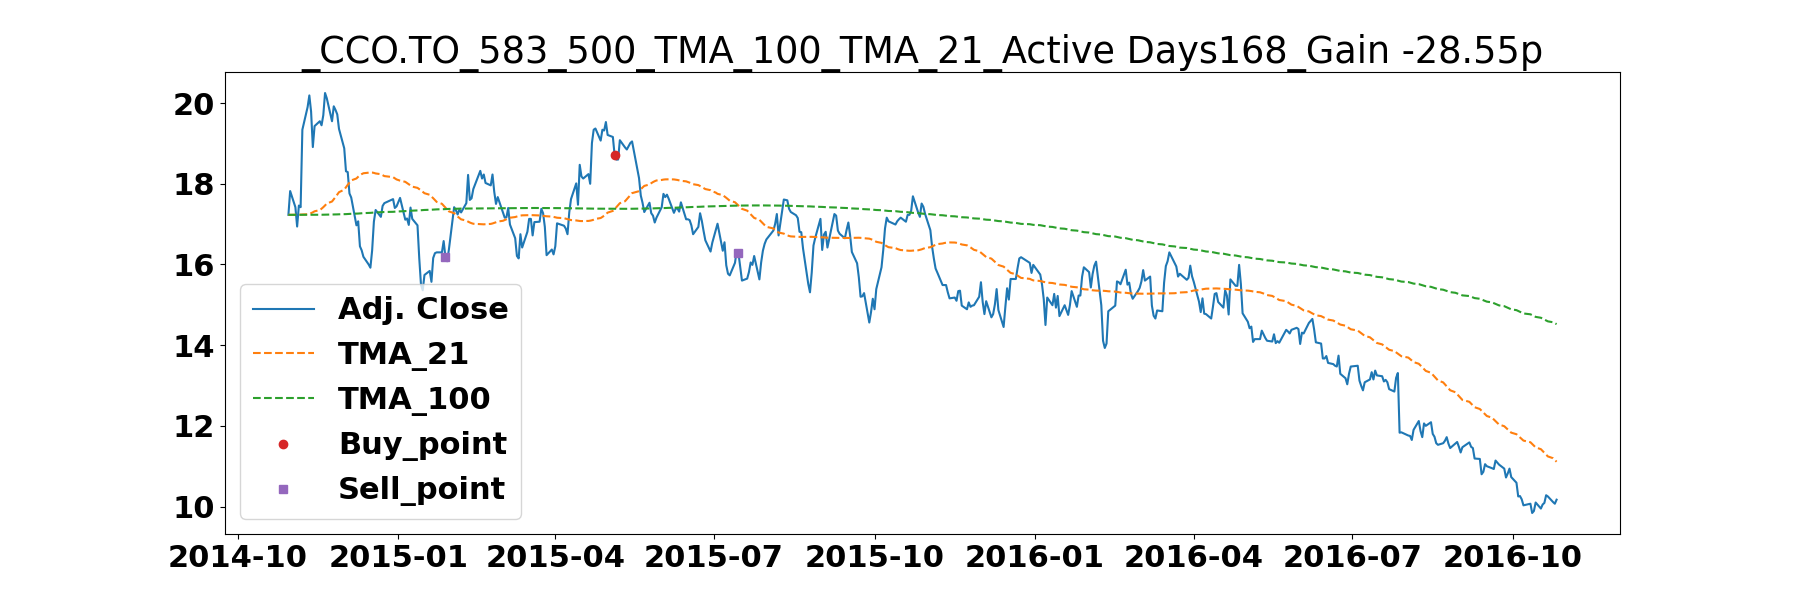 _CCO.TO_583_500_TMA_100_TMA_21_Active Days168_Gain -28.55p
20
18
16
14
12
10
Adj. Close
TMA_21
TMA_100
Buy_point
Sell_point
2014-10 2015-01 2015-04 2015-07 2015-10 2016-01 2016-04 2016-07 2016-10